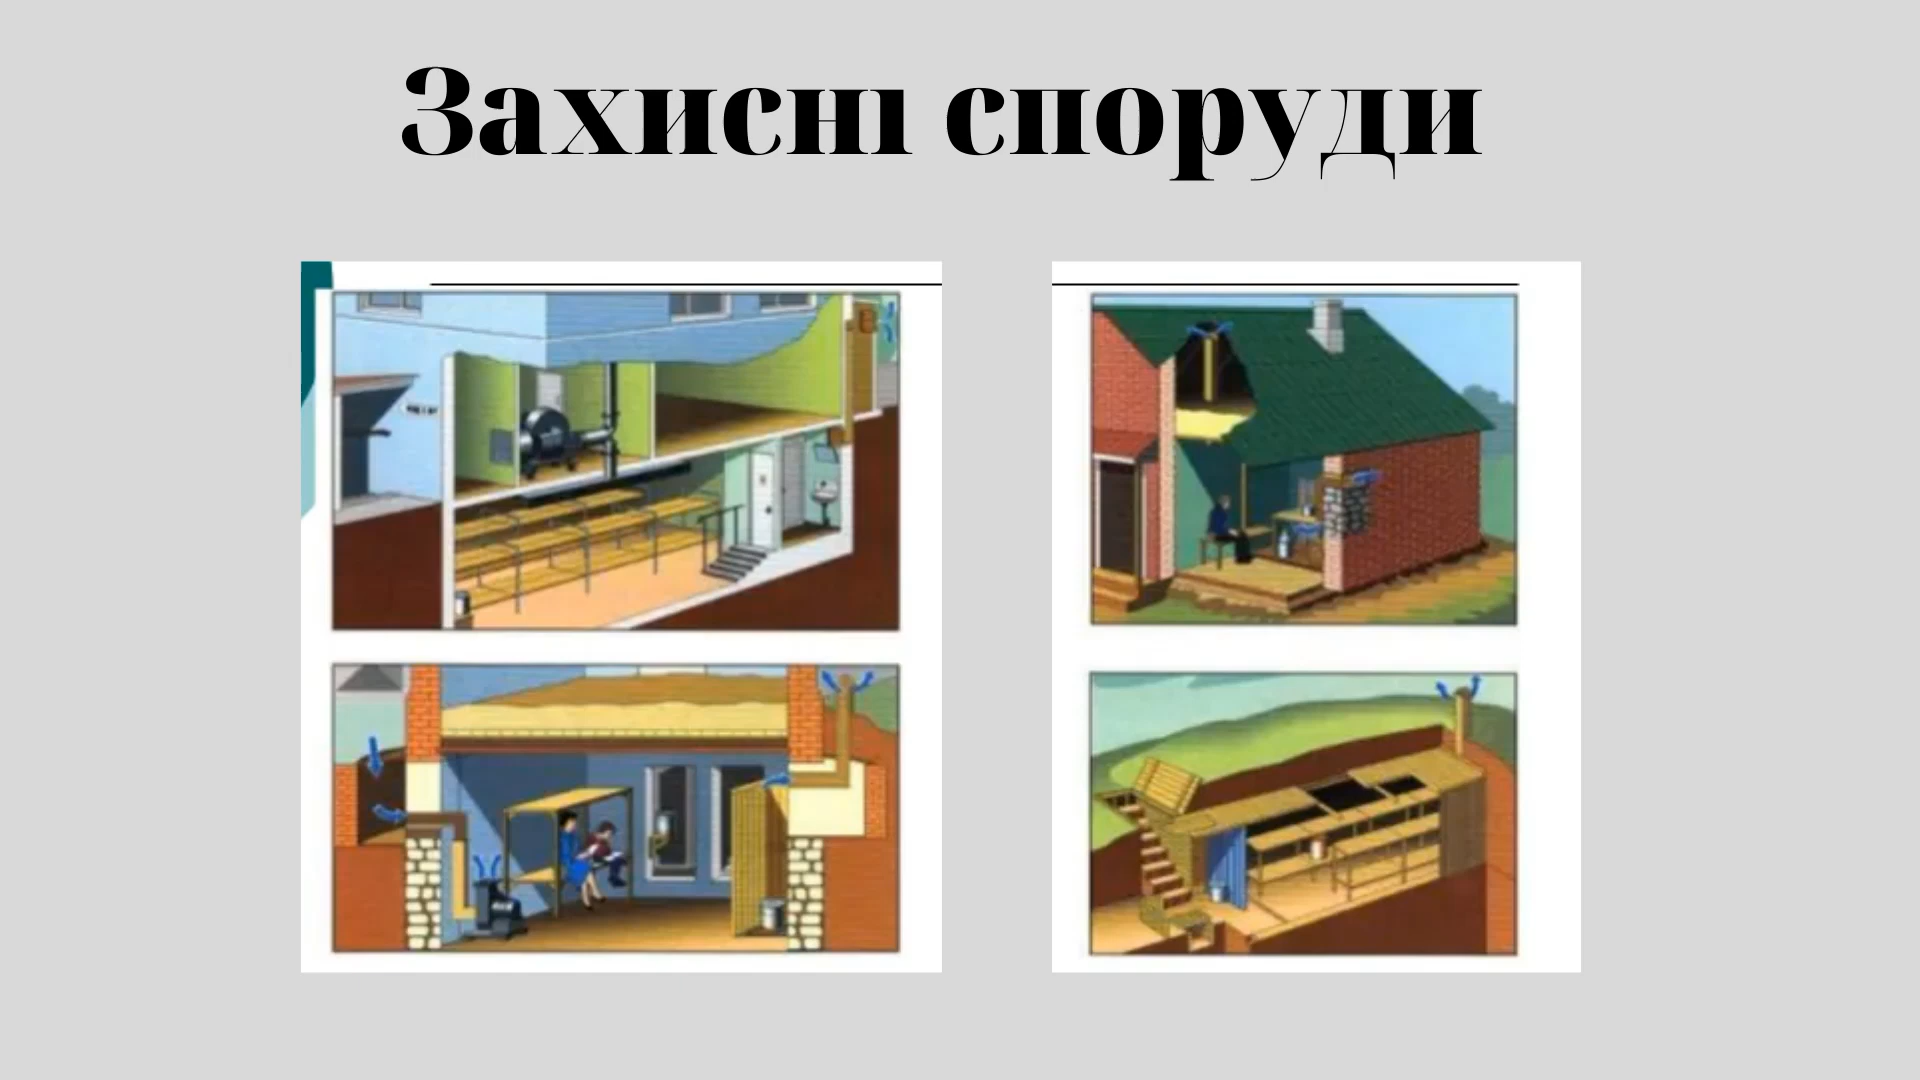 Захисні споруди